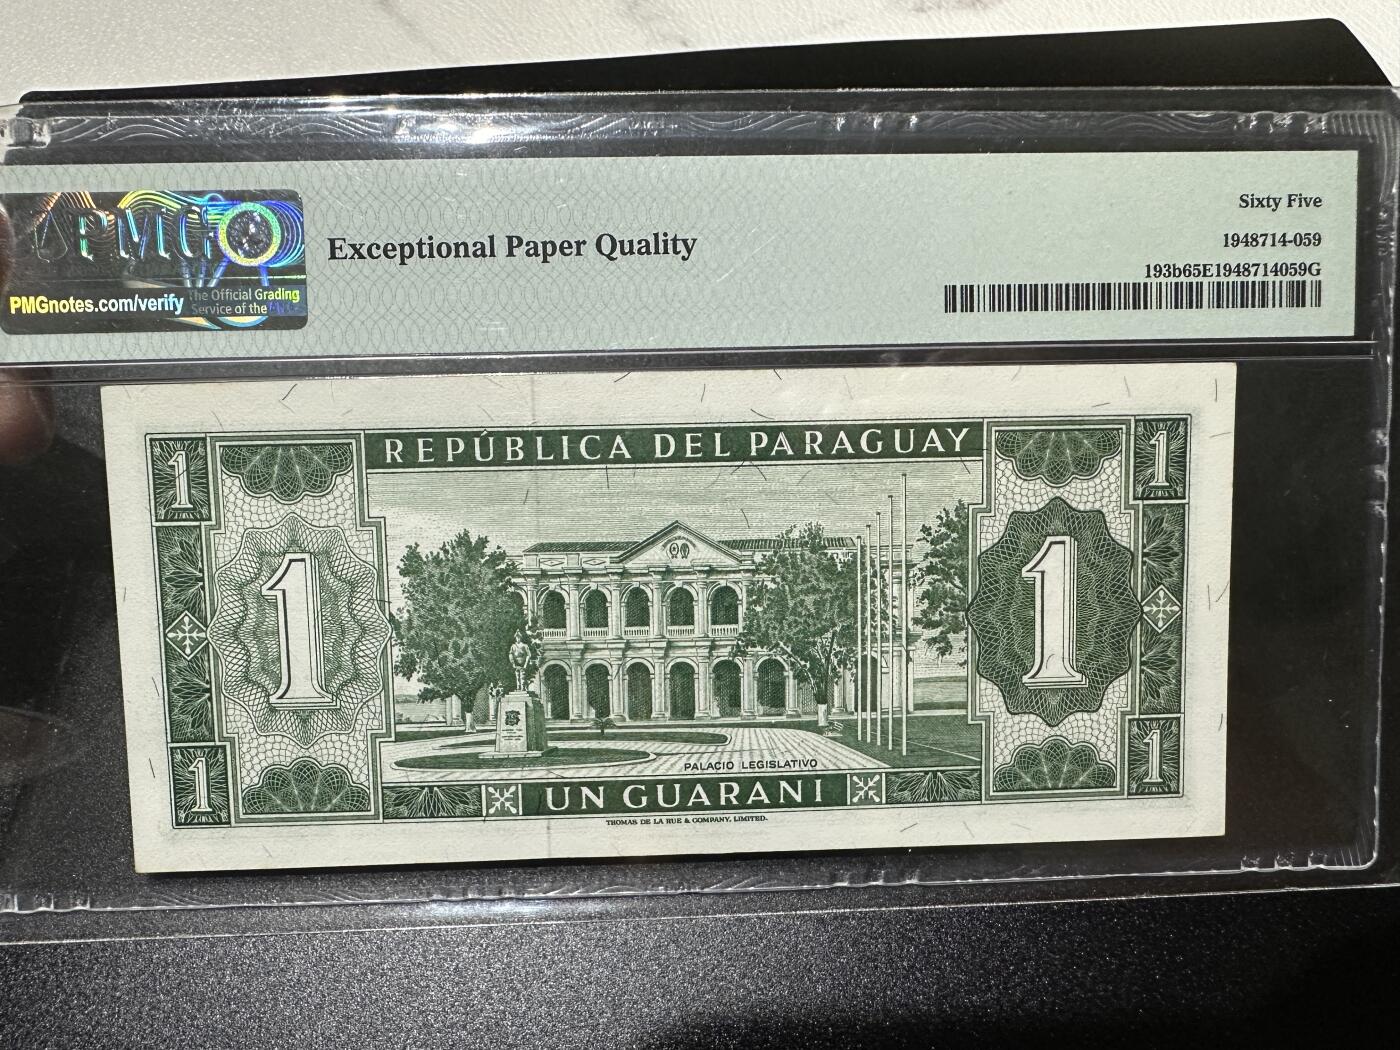 PMG
PMGnotes.com/verify
The Official Grading
Service of the
Exceptional Paper Quality
Sixty Five
1948714-059
193b65E1948714059G
REPÚBLICA DEL PARAGUAY
1
1
1
1
1
1
PALACIO LEGISLATIVO
UN GUARANI
THOMAS DE LA RUE & COMPANY, LIMITED.